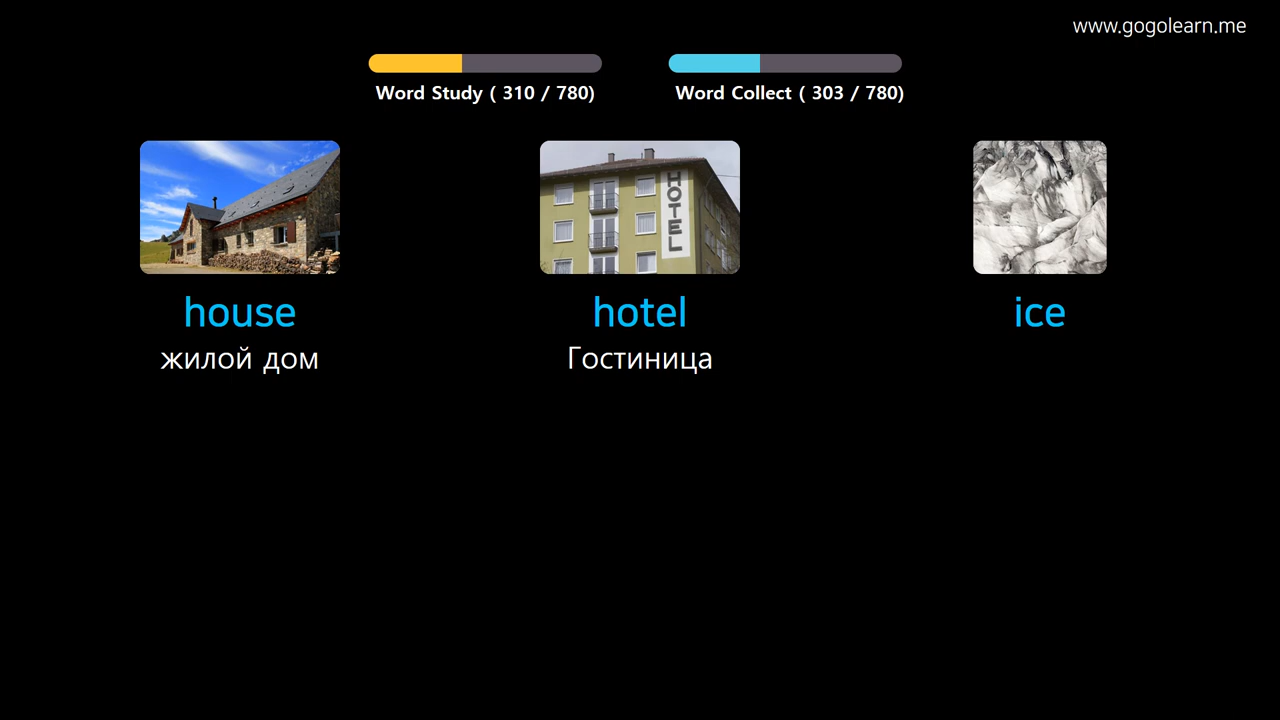 www.gogolearn.me
Word Study ( 310 / 780)
Word Collect ( 303 / 780)
HOTEL
house
hotel
ice
жилой дом
Гостиница